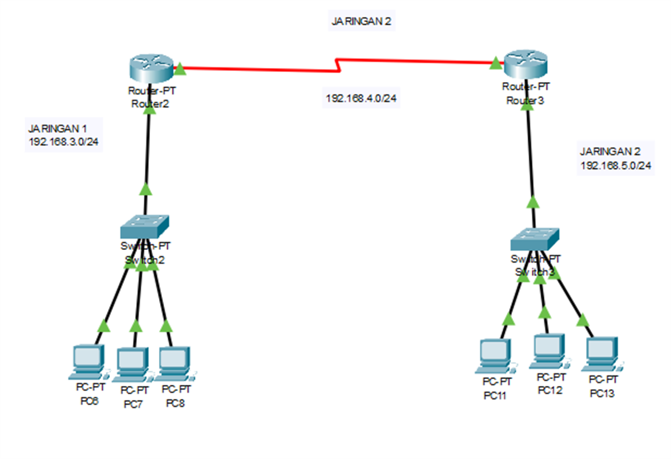 JARINGAN 2
Router-PT
Router2
Router-PT
Router3
192.168.4.0/24
JARINGAN 1
192.168.3.0/24
JARINGAN 2
192.168.5.0/24
Switch-PT
Switch2
Switch-PT
Switch3
PC-PT
PC6
PC-PT
PC7
PC-PT
PC8
PC-PT
PC11
PC-PT
PC12
PC-PT
PC13